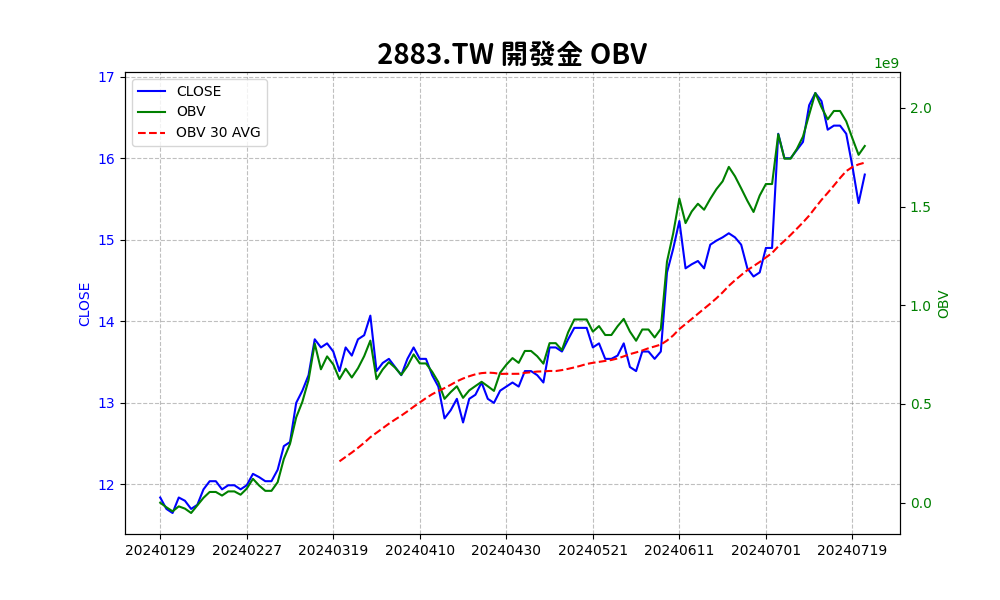 2883.TW 開發金 OBV
1e9
CLOSE
OBV
OBV 30 AVG
17
16
15
14
13
12
CLOSE
2.0
1.5
1.0
0.5
0.0
OBV
20240129 20240227 20240319 20240410 20240430 20240521 20240611 20240701 20240719